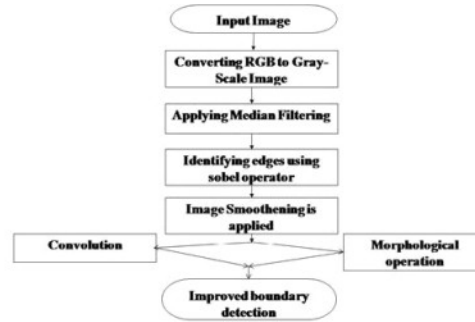 Input Image
Converting RGB to Gray-
Scale Image
Applying Median Filtering
Identifying edges using
sobel operator
Image Smoothening is
applied
Convolution
Morphological
operation
Improved boundary
detection